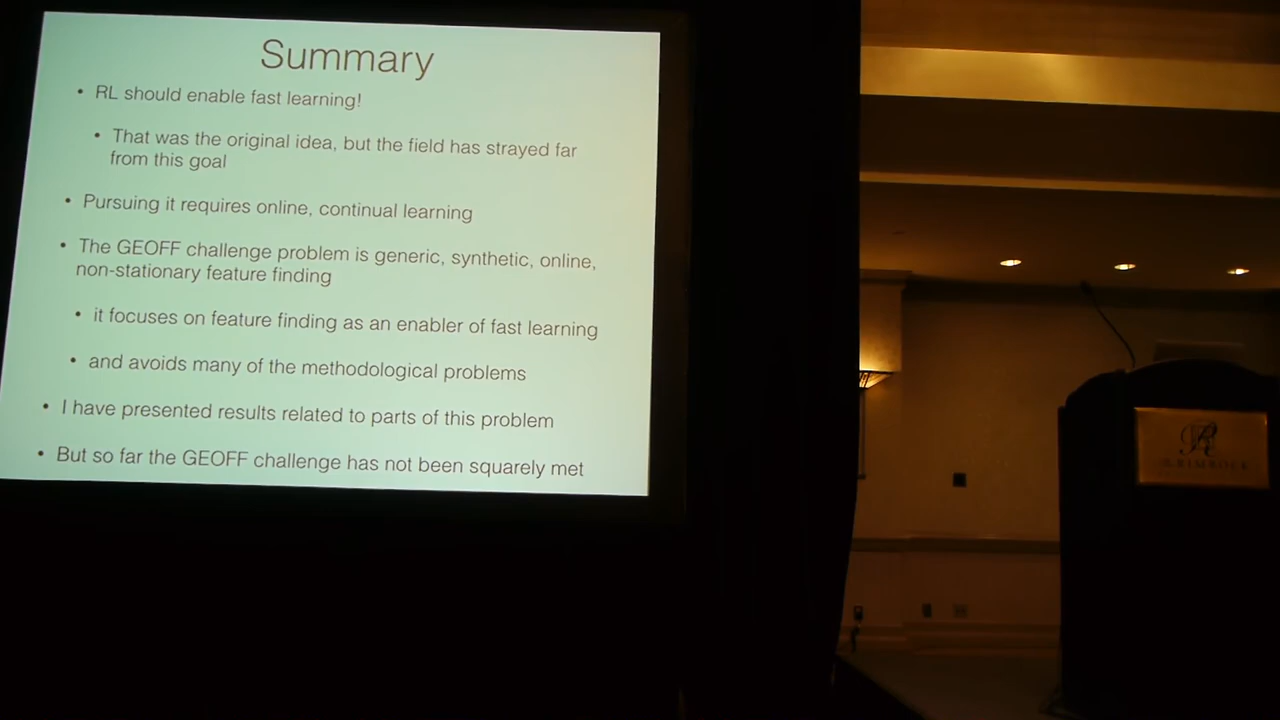 Summary
• RL should enable fast learning!
• That was the original idea, but the field has strayed far
from this goal
• Pursuing it requires online, continual learning
• The GEOFF challenge problem is generic, synthetic, online,
non-stationary feature finding
• it focuses on feature finding as an enabler of fast learning
• and avoids many of the methodological problems
• I have presented results related to parts of this problem
• But so far the GEOFF challenge has not been squarely met
RIMROCK